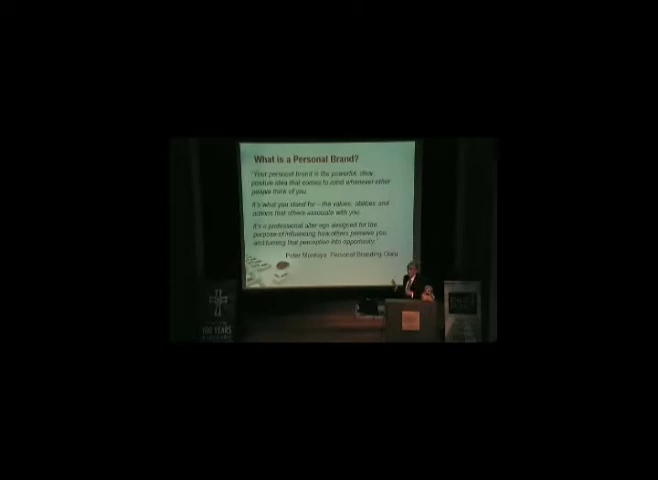 What is a Personal Brand?
"Your personal brand is the powerful, clear,
positive idea that comes to mind whenever other
people think of you.
It's what you stand for – the values, abilities and
actions that others associate with you.
It's a professional alter ego designed for the
purpose of influencing how others perceive you,
and turning that perception into opportunity."
Peter Montoya Personal Branding Guru
100 YEARS